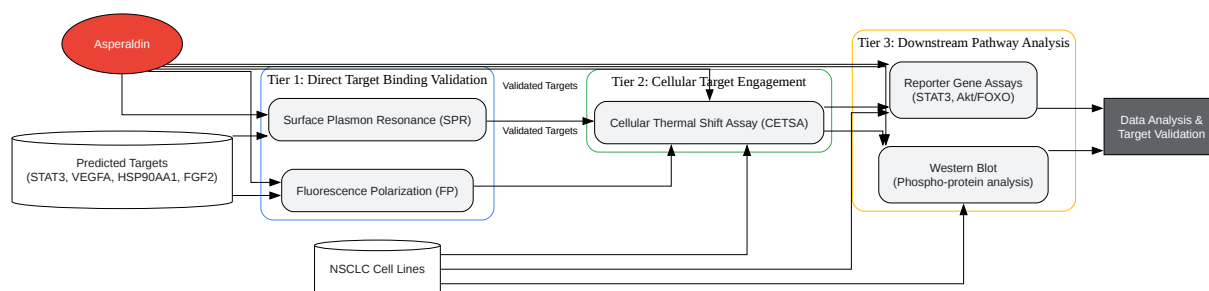 Asperaldin
Tier 3: Downstream Pathway Analysis
Tier 1: Direct Target Binding Validation
Validated Targets
Tier 2: Cellular Target Engagement
Reporter Gene Assays
(STAT3, Akt/FOXO)
Surface Plasmon Resonance (SPR)
Validated Targets
Cellular Thermal Shift Assay (CETSA)
Data Analysis &
Target Validation
Predicted Targets
(STAT3, VEGFA, HSP90AA1, FGF2)
Fluorescence Polarization (FP)
Western Blot
(Phospho-protein analysis)
NSCLC Cell Lines